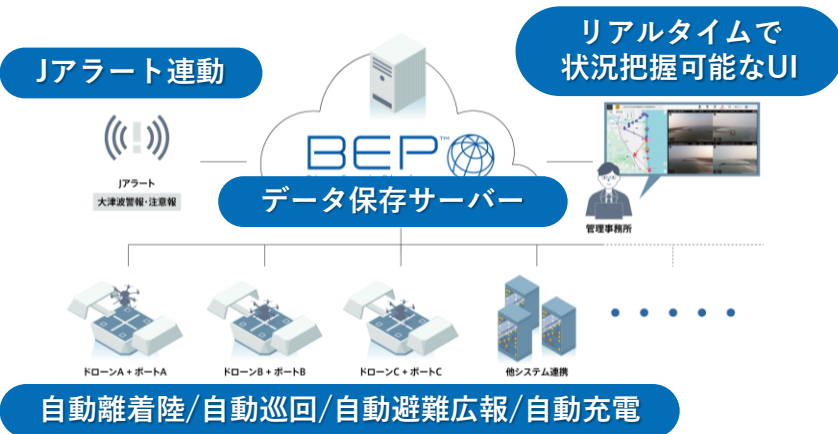 Jアラート連動
リアルタイムで
状況把握可能なUI
BEP™
データ保存サーバー
Jアラート
大津波警報・注意報
管理事務所
ドローンA + ポートA
ドローンB + ポートB
ドローンC + ポートC
他システム連携
自動離着陸/自動巡回/自動避難広報/自動充電